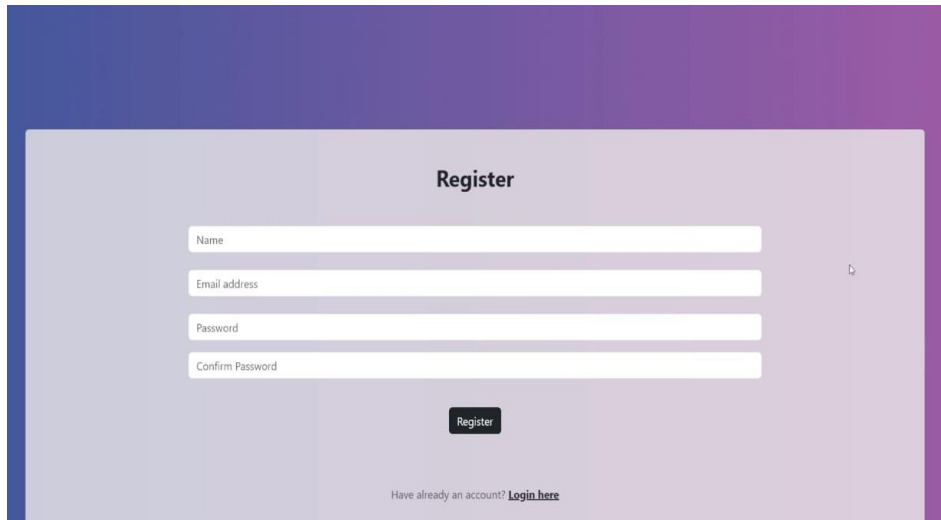 Register
Name
Email address
Password
Confirm Password
Register
Have already an account? Login here